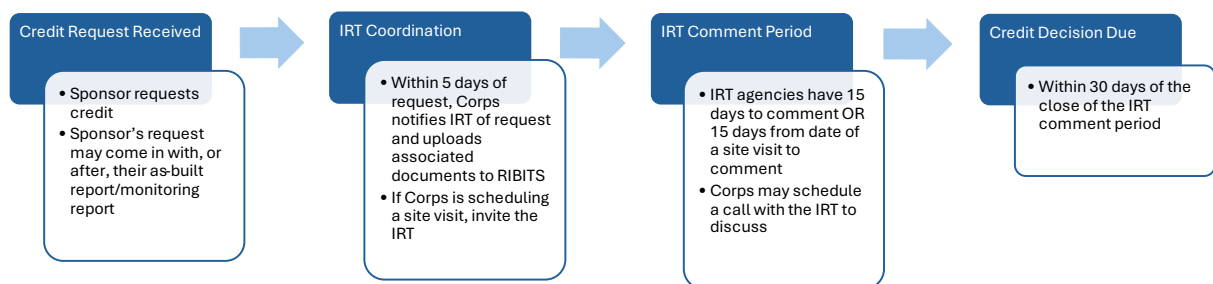 Credit Request Received
• Sponsor requests
credit
• Sponsor's request
may come in with, or
after, their as-built
report/monitoring
report
IRT Coordination
• Within 5 days of
request, Corps
notifies IRT of request
and uploads
associated
documents to RIBITS
• If Corps is scheduling
a site visit, invite the
IRT
IRT Comment Period
• IRT agencies have 15
days to comment OR
15 days from date of
a site visit to
comment
• Corps may schedule
a call with the IRT to
discuss
Credit Decision Due
• Within 30 days of the
close of the IRT
comment period